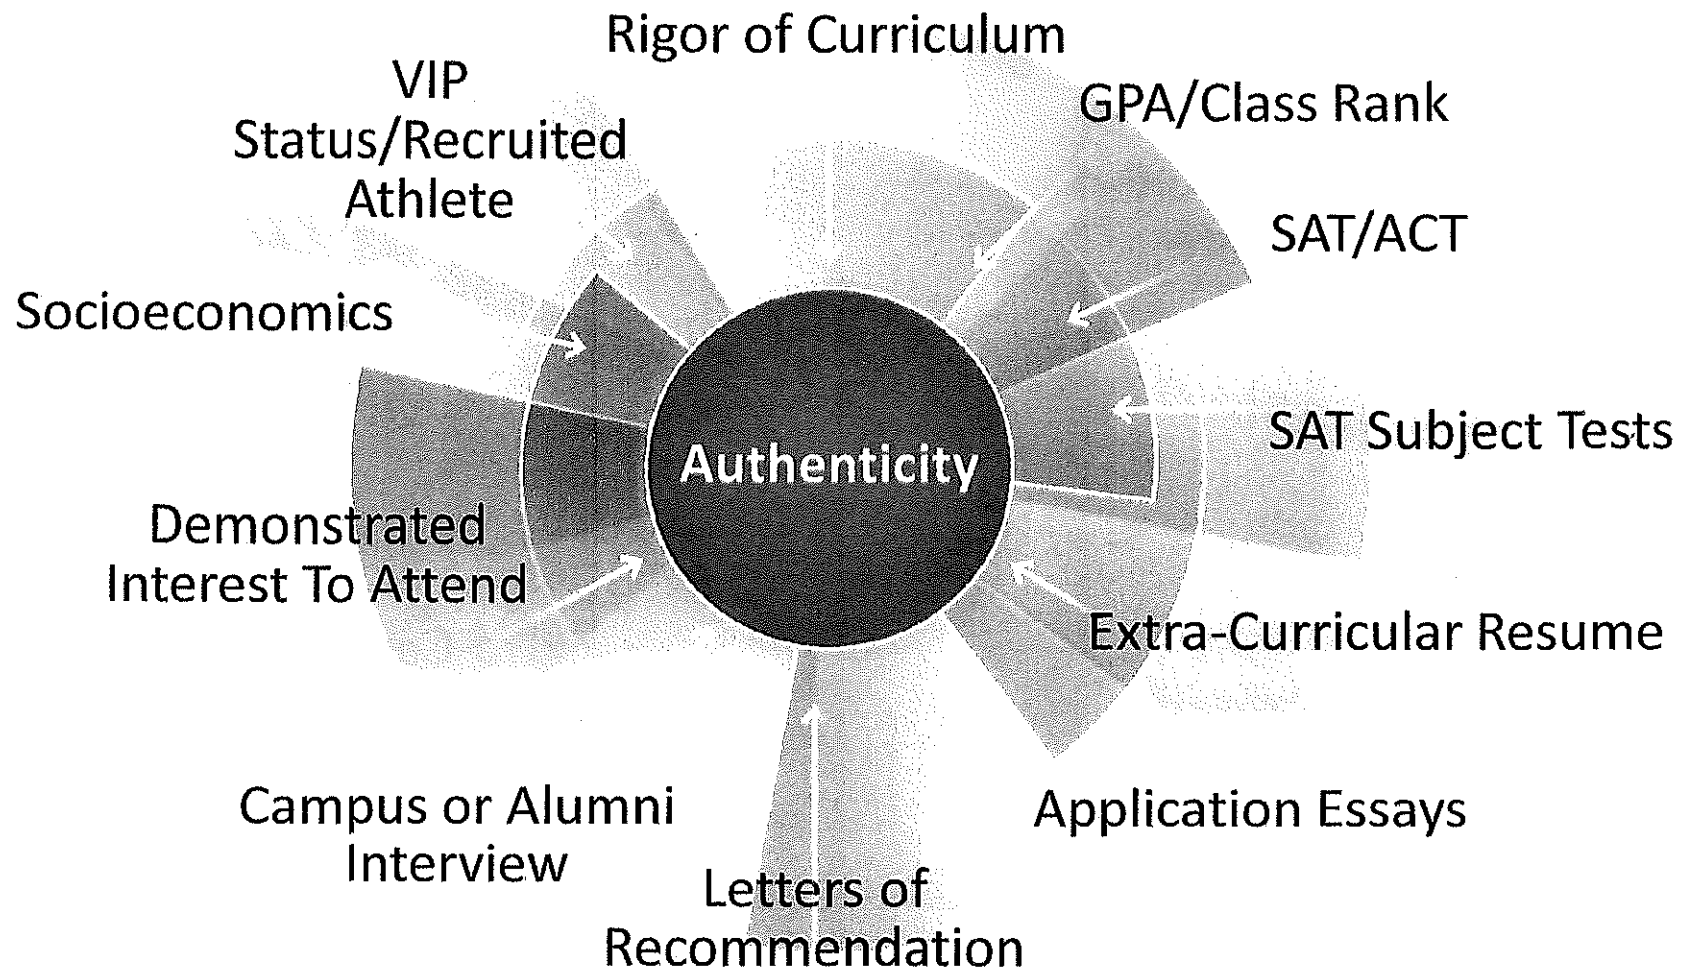 Rigor of Curriculum
GPA/Class Rank
SAT/ACT
SAT Subject Tests
Extra-Curricular Resume
Application Essays
Letters of
Recommendation
Campus or Alumni
Interview
Demonstrated
Interest To Attend
Socioeconomics
VIP
Status/Recruited
Athlete
Authenticity